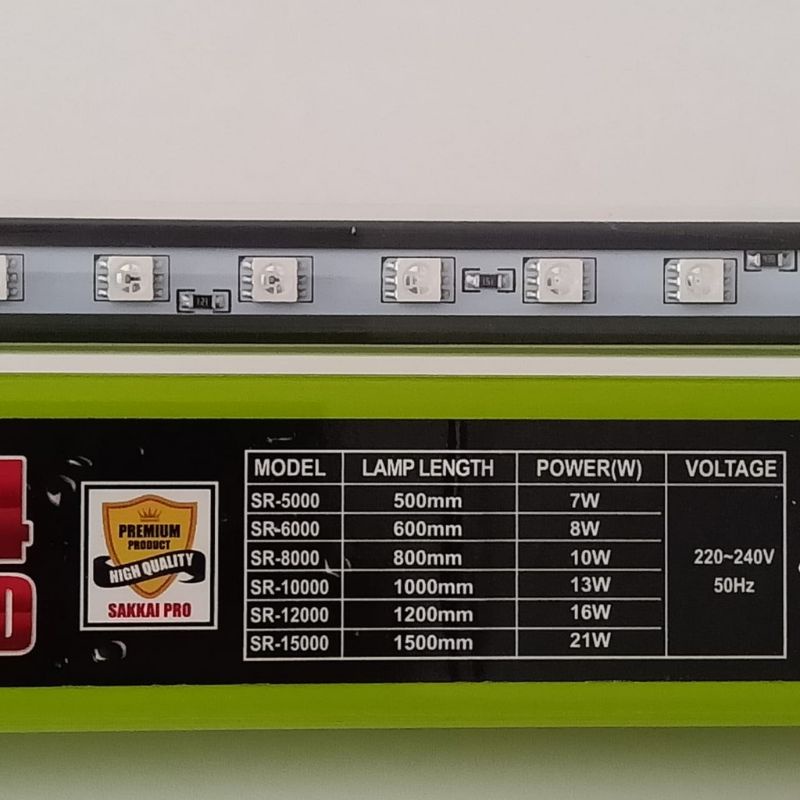 121
151
PREMIUM
PRODUCT
HIGH QUALITY
SAKKAI PRO
MODEL LAMP LENGTH POWER(W) VOLTAGE
SR-5000 500mm 7W
SR-6000 600mm 8W
SR-8000 800mm 10W 220~240V
SR-10000 1000mm 13W 50Hz
SR-12000 1200mm 16W
SR-15000 1500mm 21W